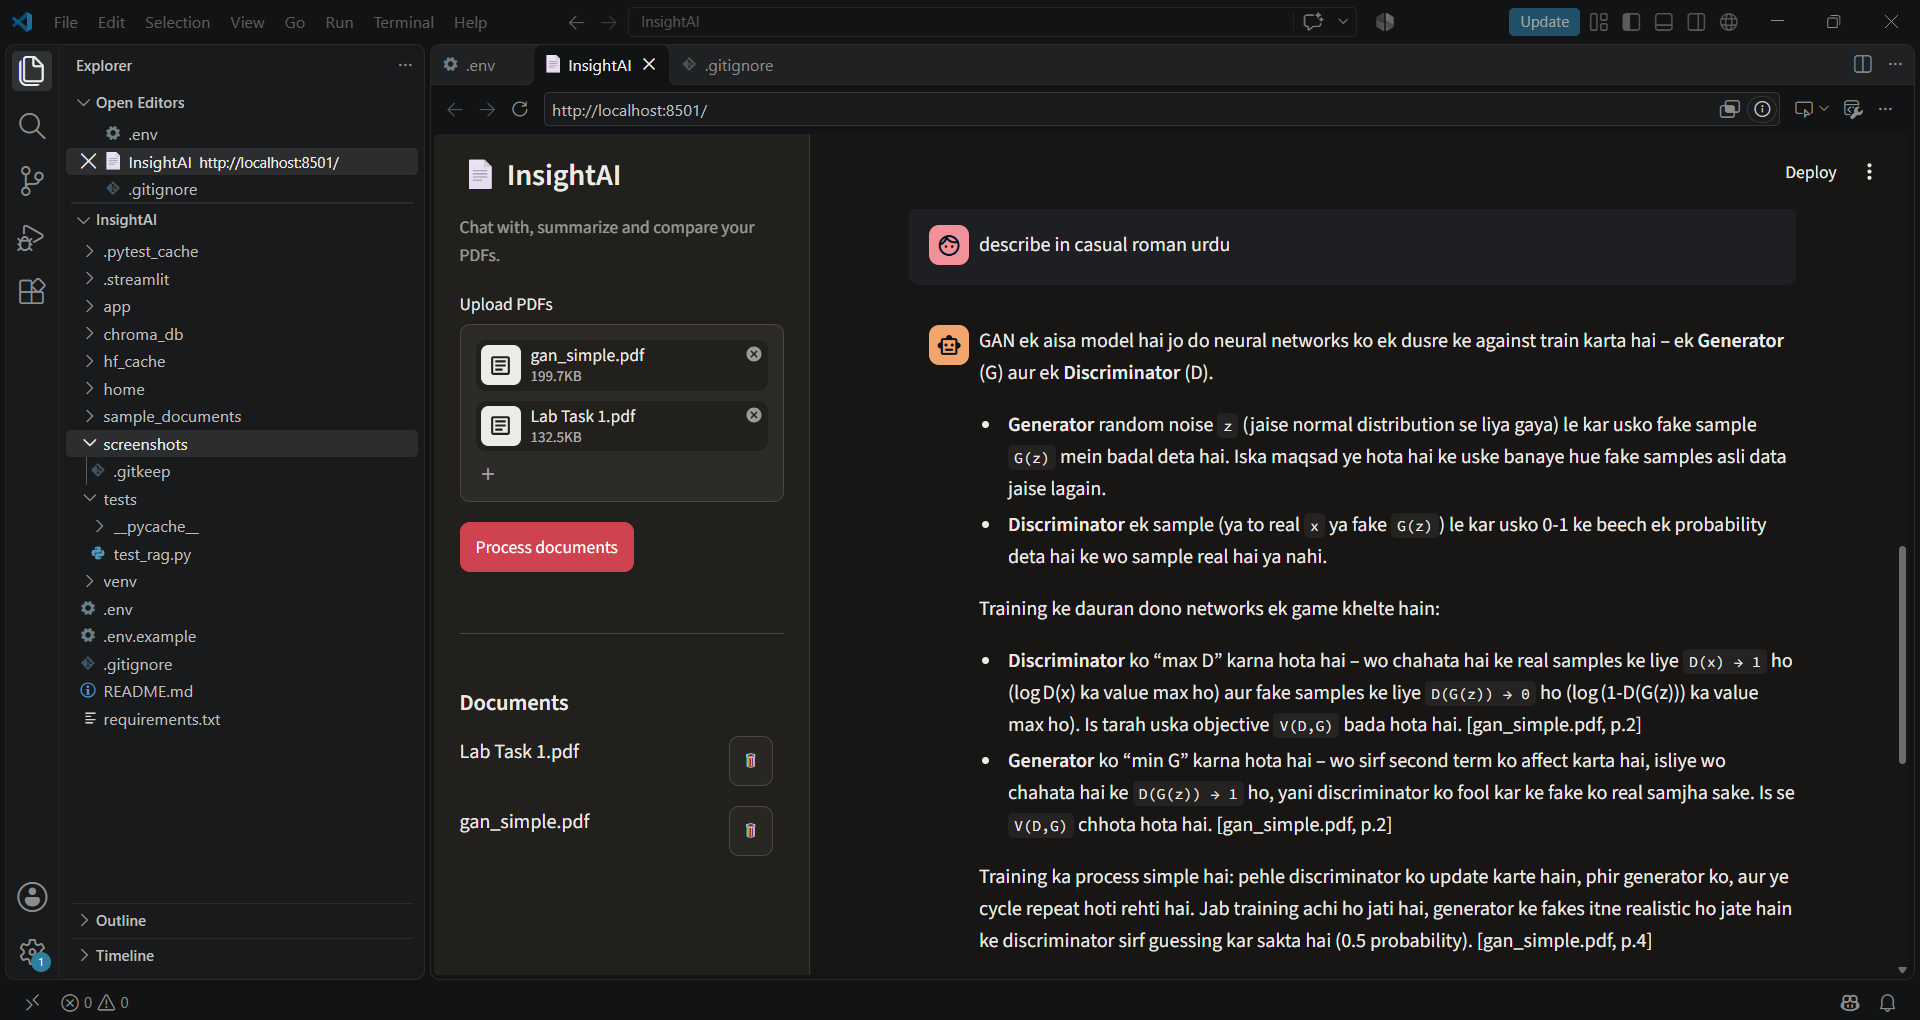 File Edit Selection View Go Run Terminal Help
InsightAI
Update
Explorer
Open Editors
.env
InsightAI http://localhost:8501/
.gitignore
InsightAI
.pytest_cache
.streamlit
app
chroma_db
hf_cache
home
sample_documents
screenshots
.gitkeep
tests
__pycache__
test_rag.py
venv
.env
.env.example
.gitignore
README.md
requirements.txt
Outline
Timeline
1
0 0
.env
InsightAI
.gitignore
http://localhost:8501/
InsightAI
Chat with, summarize and compare your
PDFs.
Upload PDFs
gan_simple.pdf
199.7KB
Lab Task 1.pdf
132.5KB
+
Process documents
Documents
Lab Task 1.pdf
gan_simple.pdf
Deploy
describe in casual roman urdu
GAN ek aisa model hai jo do neural networks ko ek dusre ke against train karta hai – ek Generator
(G) aur ek Discriminator (D).
• Generator random noise z (jaise normal distribution se liya gaya) le kar usko fake sample
G(z) mein badal deta hai. Iska maqsad ye hota hai ke uske banaye hue fake samples asli data
jaise lagain.
• Discriminator ek sample (ya to real x ya fake G(z) ) le kar usko 0-1 ke beech ek probability
deta hai ke wo sample real hai ya nahi.
Training ke dauran dono networks ek game khelte hain:
• Discriminator ko “max D” karna hota hai – wo chahata hai ke real samples ke liye D(x) → 1 ho
(log D(x) ka value max ho) aur fake samples ke liye D(G(z)) → 0 ho (log (1-D(G(z))) ka value
max ho). Is tarah uska objective V(D,G) bada hota hai. [gan_simple.pdf, p.2]
• Generator ko “min G” karna hota hai – wo sirf second term ko affect karta hai, isliye wo
chahata hai ke D(G(z)) → 1 ho, yani discriminator ko fool kar ke fake ko real samjha sake. Is se
V(D,G) chhota hota hai. [gan_simple.pdf, p.2]
Training ka process simple hai: pehle discriminator ko update karte hain, phir generator ko, aur ye
cycle repeat hoti rehti hai. Jab training achi ho jati hai, generator ke fakes itne realistic ho jate hain
ke discriminator sirf guessing kar sakta hai (0.5 probability). [gan_simple.pdf, p.4]